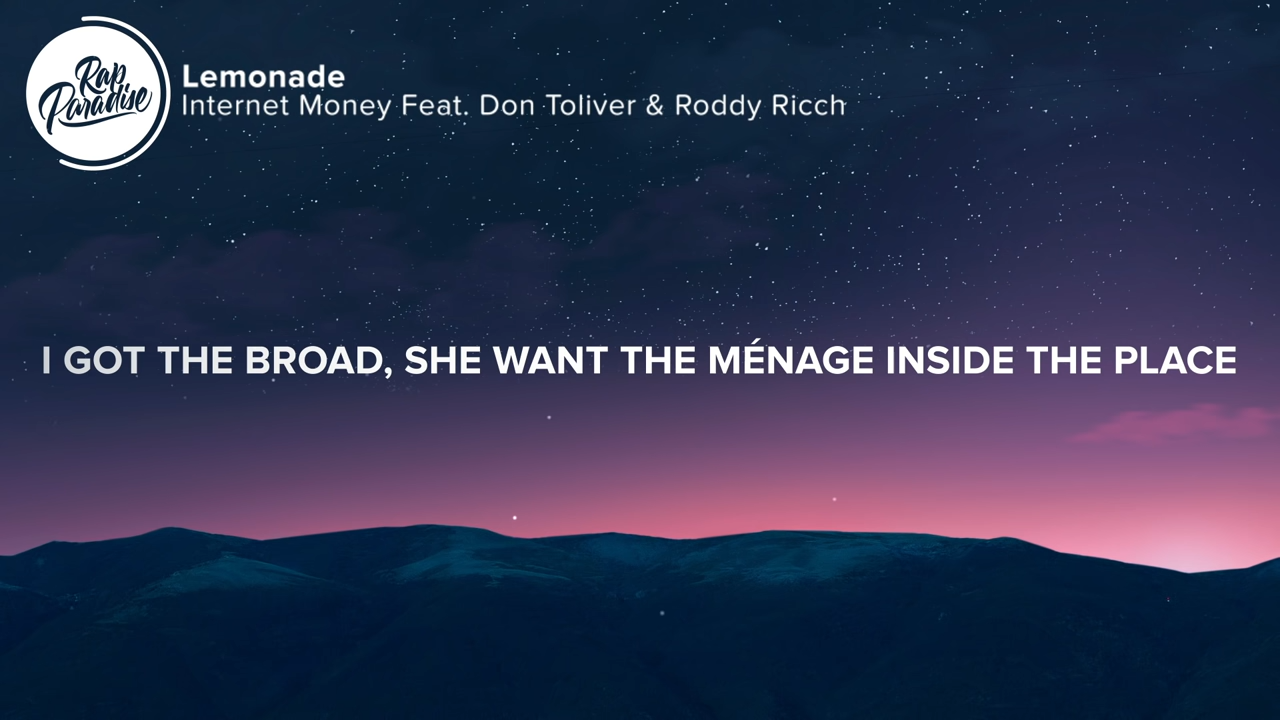 Rap
Paradise
Lemonade
Internet Money Feat. Don Toliver & Roddy Ricch
I GOT THE BROAD, SHE WANT THE MÉNAGE INSIDE THE PLACE